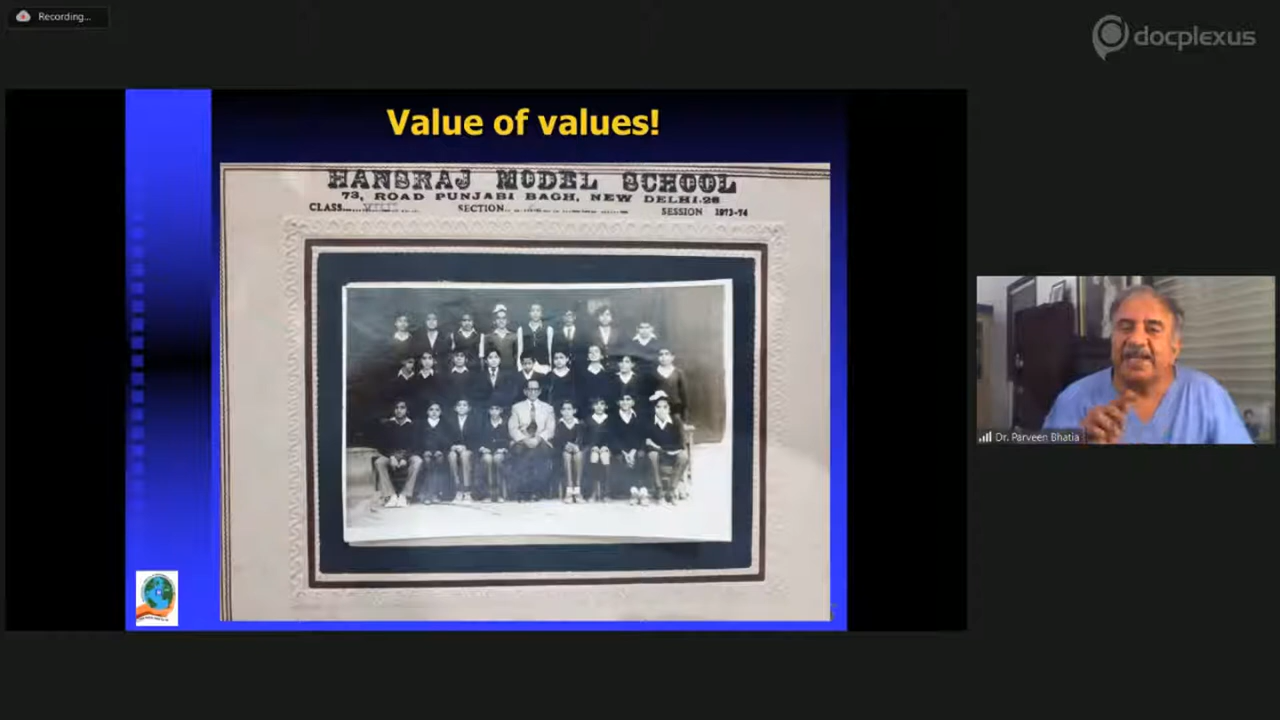 Recording...
docplexus
Value of values!
HANSRAJ MODEL SCHOOL
73, ROAD PUNJABI BAGH, NEW DELHI.26
CLASS...... SECTION... SESSION 1973-74
Dr. Parveen Bhatia